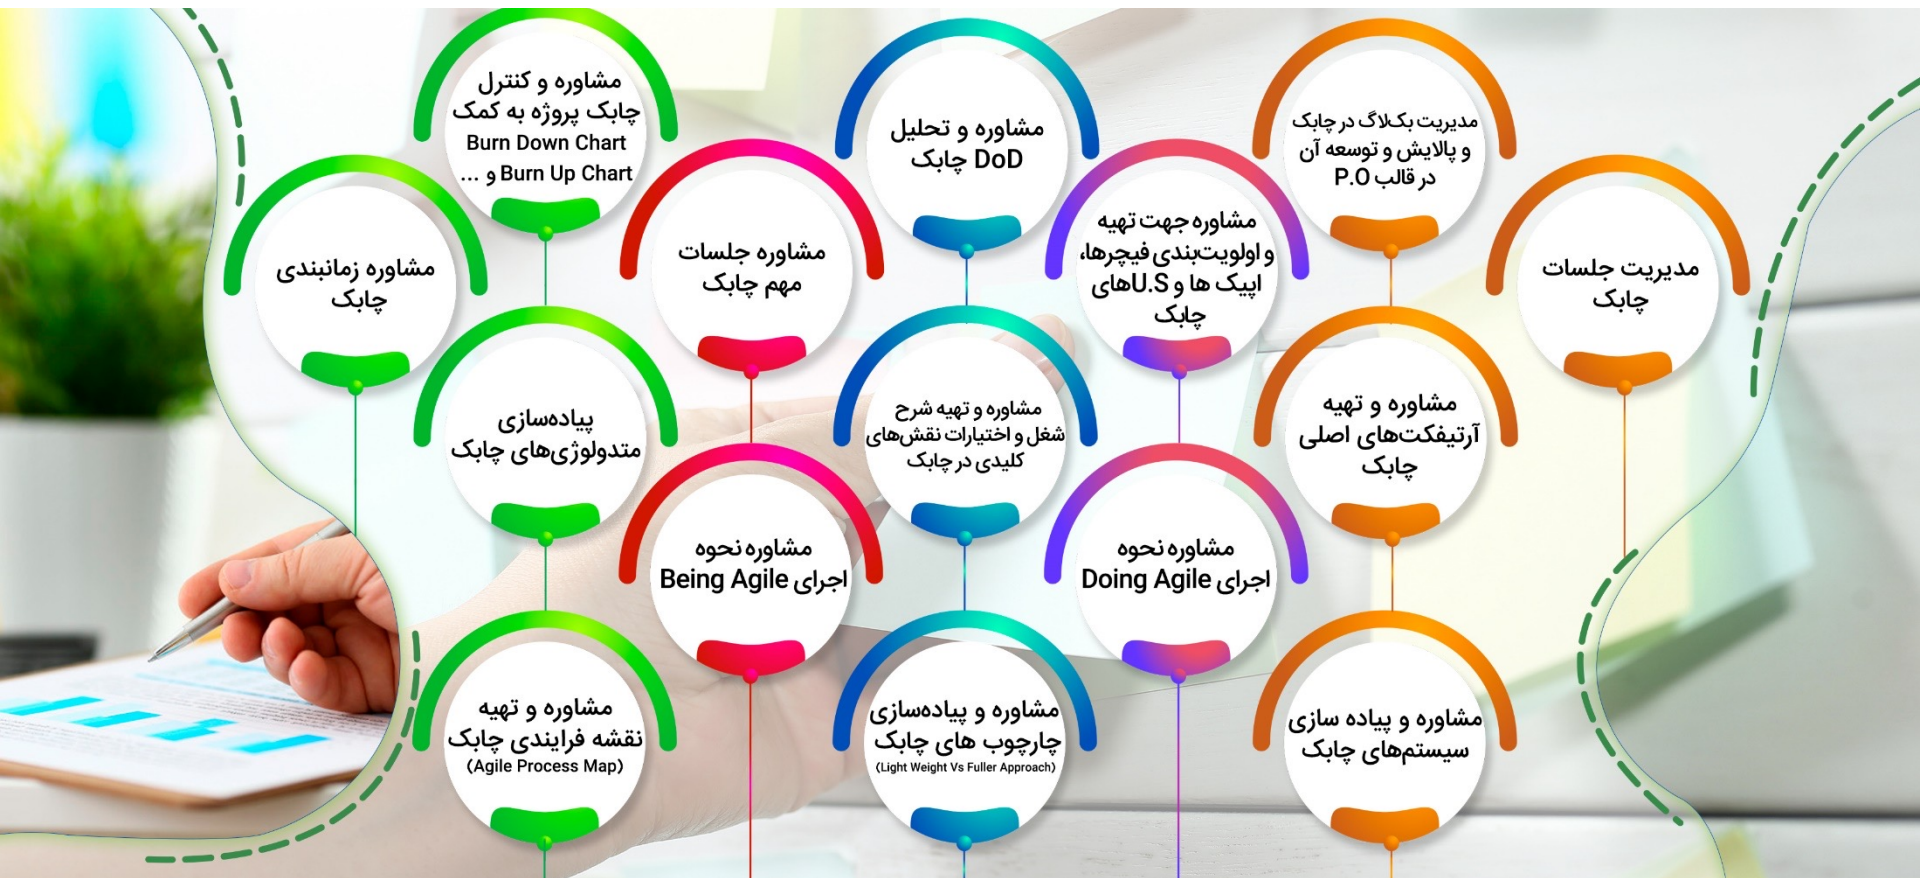 مدیریت بک‌لاگ در چابک
و پالایش و توسعه آن
در قالب P.O
مشاوره و تحلیل
DoD چابک
مشاوره و کنترل
چابک پروژه به کمک
Burn Down Chart
Burn Up Chart و ...
مدیریت جلسات
چابک
مشاوره جهت تهیه
و اولویت‌بندی فیچرها،
اپیک ها و U.Sهای
چابک
مشاوره جلسات
مهم چابک
مشاوره زمانبندی
چابک
مشاوره و تهیه
آرتیفکت‌های اصلی
چابک
مشاوره و تهیه شرح
شغل و اختیارات نقش‌های
کلیدی در چابک
پیاده‌سازی
متدولوژی‌های چابک
مشاوره نحوه
اجرای Doing Agile
مشاوره نحوه
اجرای Being Agile
مشاوره و پیاده سازی
سیستم‌های چابک
مشاوره و پیاده‌سازی
چارچوب های چابک
(Light Weight Vs Fuller Approach)
مشاوره و تهیه
نقشه فرایندی چابک
(Agile Process Map)